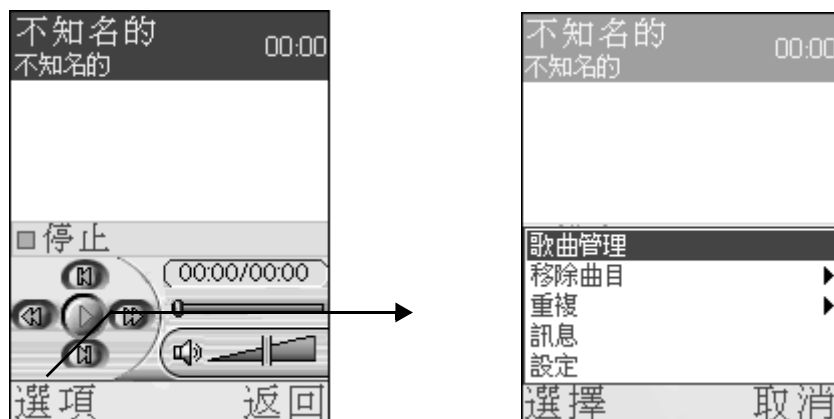 不知名的
00:00
不知名的
停止
00:00/00:00
選項
返回
不知名的
00:00
不知名的
歌曲管理
移除曲目
重複
訊息
設定
選擇
取消